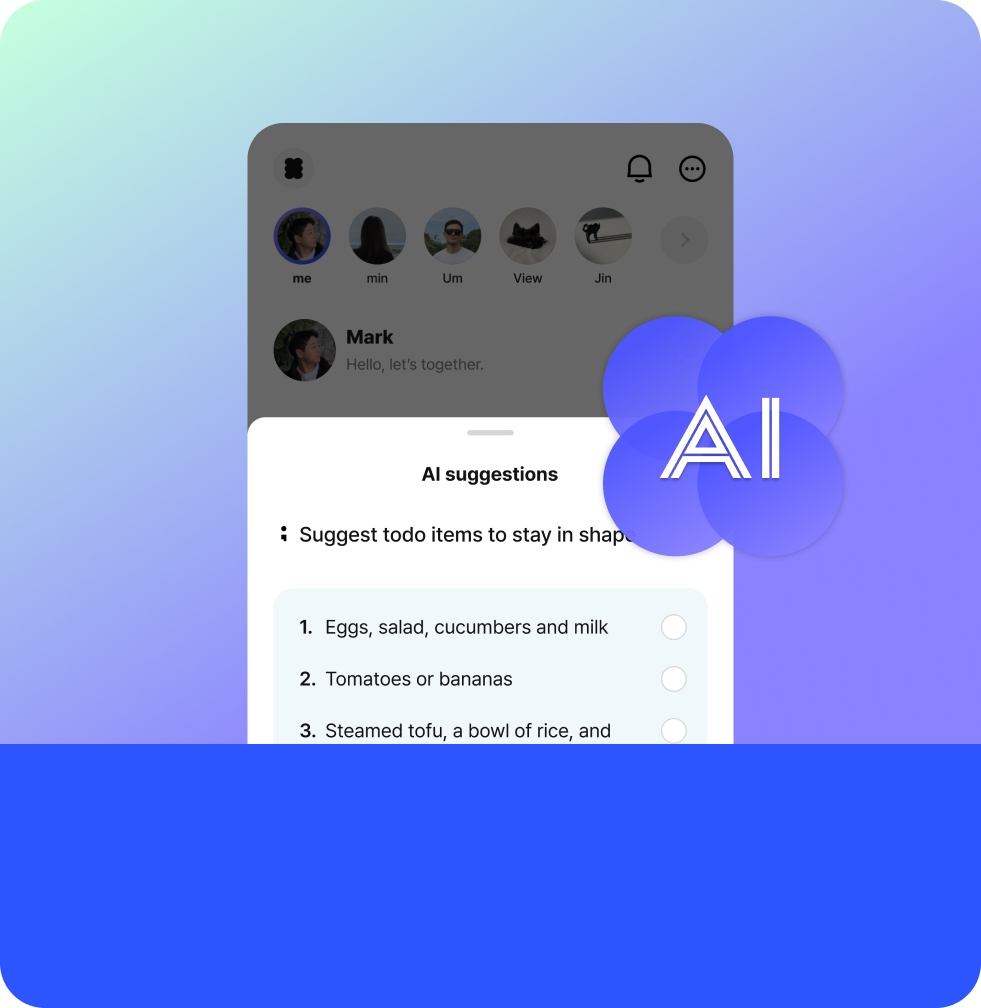 me
min
Um
View
Jin
Mark
Hello, let's together.
AI
AI suggestions
Suggest todo items to stay in shape
1. Eggs, salad, cucumbers and milk
2. Tomatoes or bananas
3. Steamed tofu, a bowl of rice, and